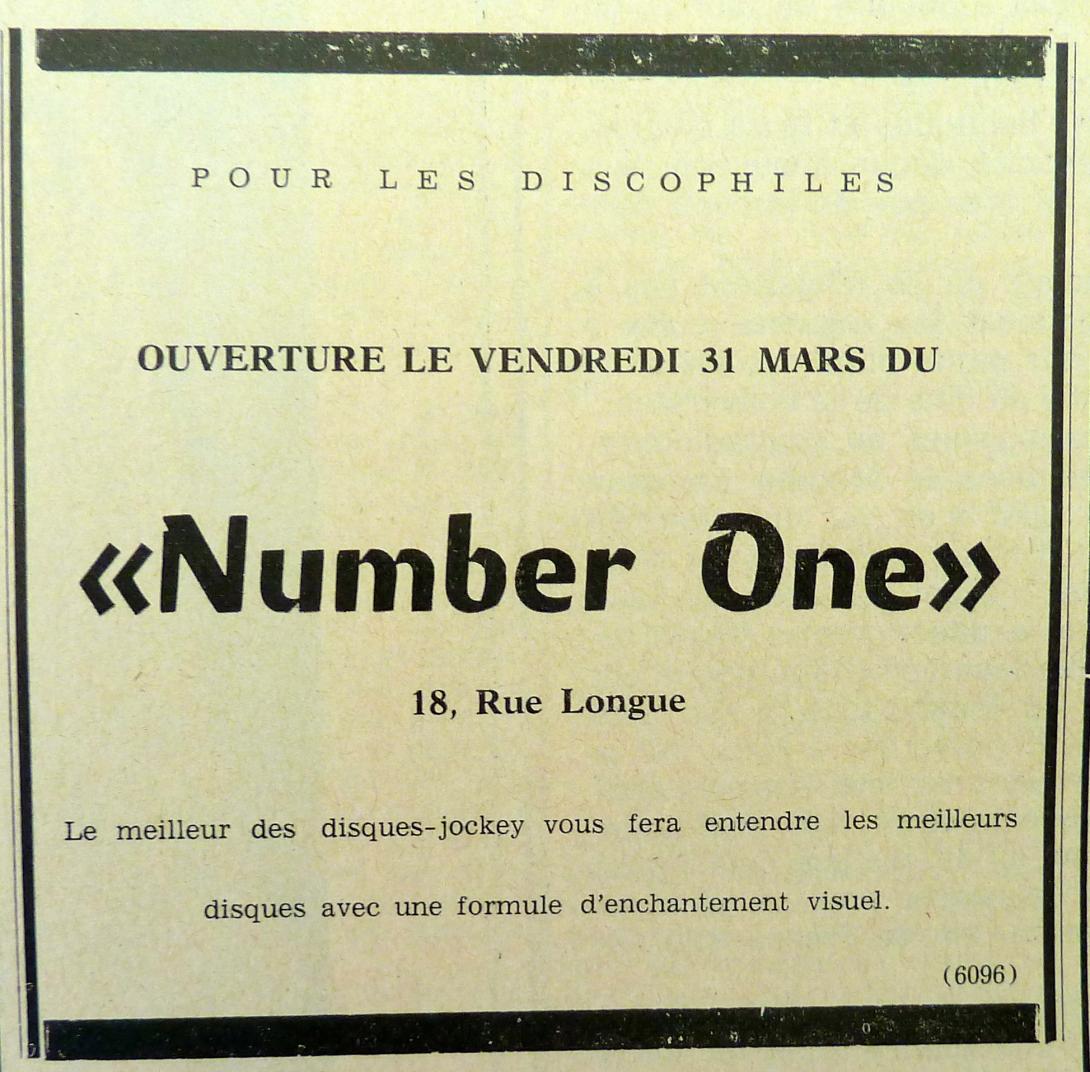 POUR LES DISCOPHILES
OUVERTURE LE VENDREDI 31 MARS DU
«Number One»
18, Rue Longue
Le meilleur des disques-jockey vous fera entendre les meilleurs
disques avec une formule d'enchantement visuel.
(6096)